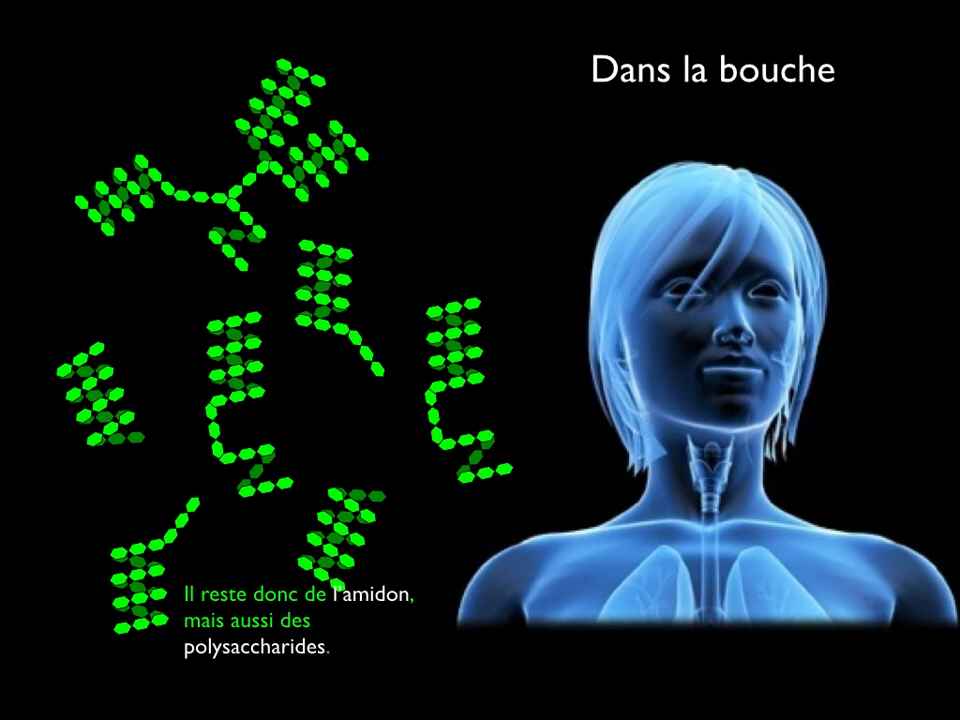 Dans la bouche
Il reste donc de l'amidon,
mais aussi des
polysaccharides.